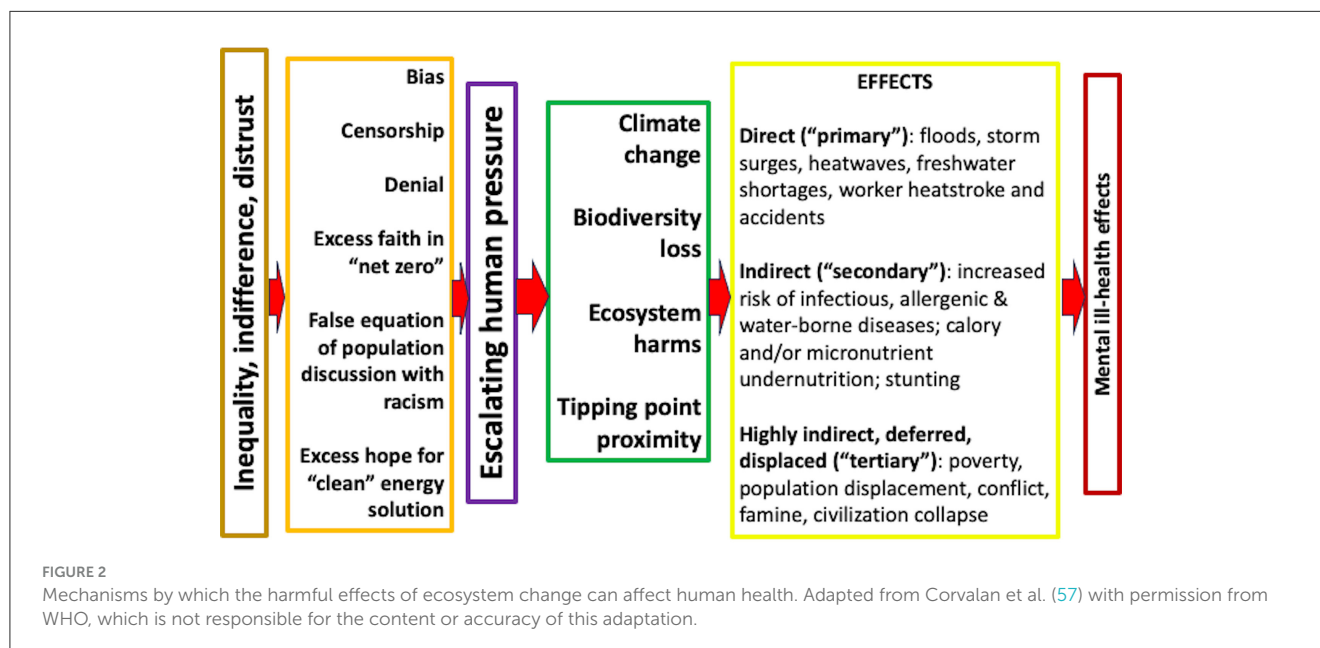 Inequality, indifference, distrust
Bias
Censorship
Denial
Excess faith in
“net zero”
False equation
of population
discussion with
racism
Excess hope for
“clean” energy
solution
Escalating human pressure
Climate
change
Biodiversity
loss
Ecosystem
harms
Tipping point
proximity
EFFECTS
Direct (“primary”): floods, storm
surges, heatwaves, freshwater
shortages, worker heatstroke and
accidents
Indirect (“secondary”): increased
risk of infectious, allergenic &
water-borne diseases; calory
and/or micronutrient
undernutrition; stunting
Highly indirect, deferred,
displaced (“tertiary”): poverty,
population displacement, conflict,
famine, civilization collapse
Mental ill-health effects
FIGURE 2
Mechanisms by which the harmful effects of ecosystem change can affect human health. Adapted from Corvalan et al. (57) with permission from
WHO, which is not responsible for the content or accuracy of this adaptation.